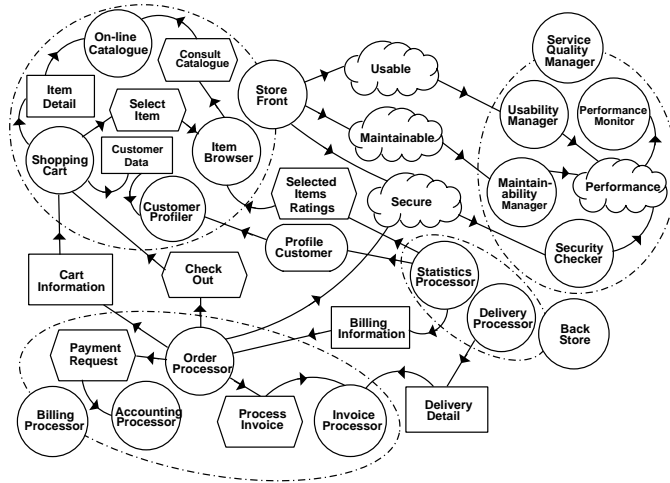 On-line
Catalogue
Consult
Catalogue
Service
Quality
Manager
Store
Front
Usable
Item
Detail
Select
Item
Usability
Manager
Performance
Monitor
Maintainable
Shopping
Cart
Customer
Data
Item
Browser
Selected
Items
Ratings
Secure
Maintain-
ability
Manager
Performance
Customer
Profiler
Profile
Customer
Security
Checker
Cart
Information
Check
Out
Statistics
Processor
Billing
Information
Delivery
Processor
Back
Store
Payment
Request
Order
Processor
Billing
Processor
Accounting
Processor
Process
Invoice
Invoice
Processor
Delivery
Detail